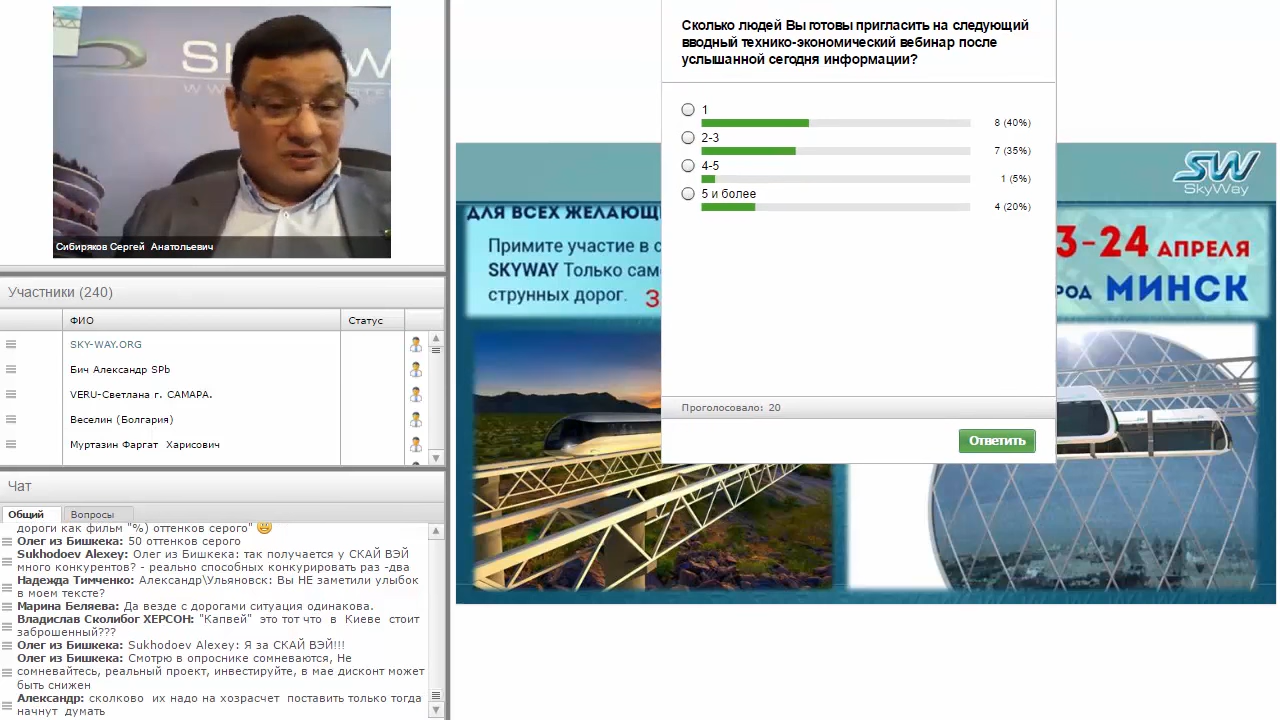 SKYW
WWW
Сибиряков Сергей Анатольевич
Участники (240)
ФИО
Статус
SKY-WAY.ORG
Бич Александр SPb
VERU-Светлана г. САМАРА.
Веселин (Болгария)
Муртазин Фаргат Харисович
Чат
Общий
Вопросы
дороги как фильм "%) оттенков серого"
Олег из Бишкека: 50 оттенков серого
Sukhodoev Alexey: Олег из Бишкека: так получается у СКАЙ ВЭЙ
много конкурентов? - реально способных конкурировать раз -два
Надежда Тимченко: Александр\Ульяновск: Вы НЕ заметили улыбок
в моем тексте?
Марина Беляева: Да везде с дорогами ситуация одинакова.
Владислав Сколибог ХЕРСОН: "Капвей" это тот что в Киеве стоит
заброшенный???
Олег из Бишкека: Sukhodoev Alexey: Я за СКАЙ ВЭЙ!!!
Олег из Бишкека: Смотрю в опроснике сомневаются, Не
сомневайтесь, реальный проект, инвестируйте, в мае дисконт может
быть снижен
Александр: сколково их надо на хозрасчет поставить только тогда
начнут думать
Сколько людей Вы готовы пригласить на следующий
вводный технико-экономический вебинар после
услышанной сегодня информации?
1
8 (40%)
2-3
7 (35%)
4-5
1 (5%)
5 и более
4 (20%)
Проголосовало: 20
Ответить
ДЛЯ ВСЕХ ЖЕЛАЮЩ
Примите участие в с
SKYWAY Только само
струнных дорог. 3
SW
SkyWay
3-24 АПРЕЛЯ
РОД МИНСК